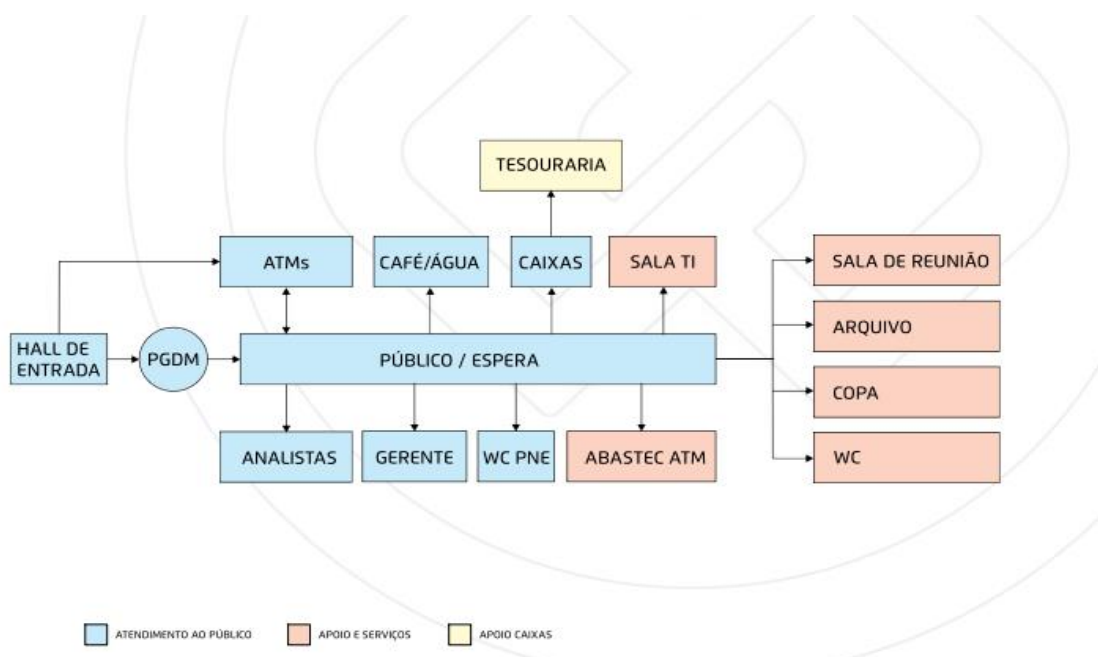 TESOURARIA
ATMs
CAFÉ/ÁGUA
CAIXAS
SALA TI
SALA DE REUNIÃO
ARQUIVO
HALL DE
ENTRADA
PGDM
PÚBLICO / ESPERA
COPA
ANALISTAS
GERENTE
WC PNE
ABASTEC ATM
WC
ATENDIMENTO AO PÚBLICO
APOIO E SERVIÇOS
APOIO CAIXAS